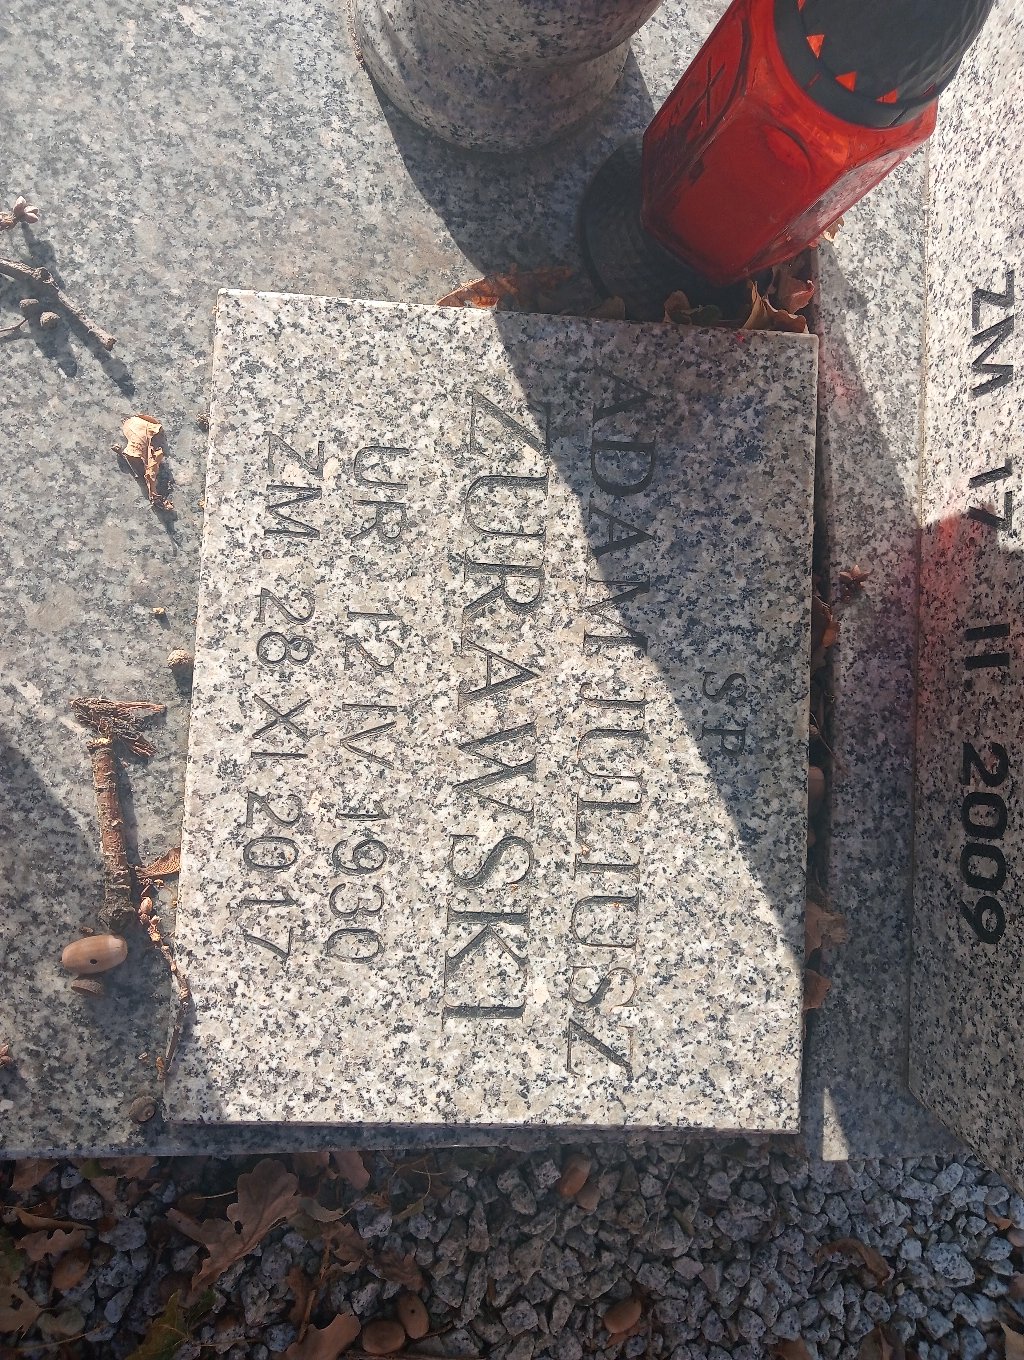 ŚP
ADAM JULIUSZ
ŻURAWSKI
UR. 12 IV 1930
ZM. 28 XI 2017
ZM 17 II 2009